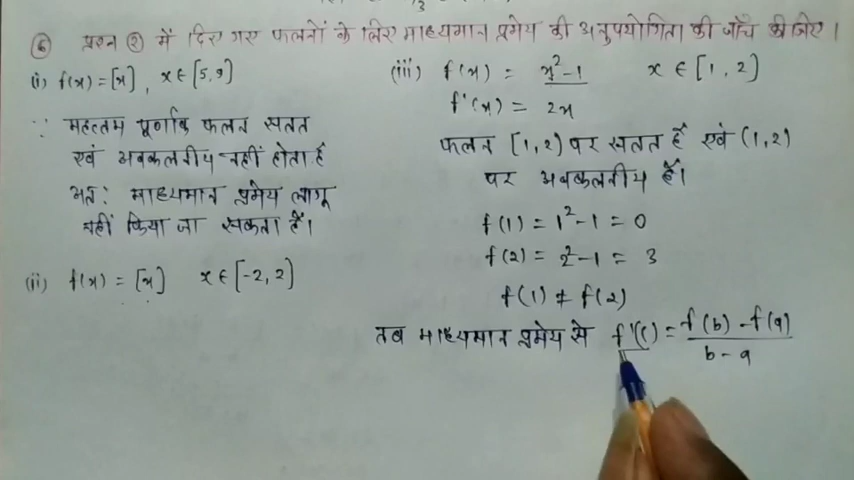 ⑥ प्रश्न ② में दिए गए फलनों के लिए माध्यमान प्रमेय की अनुपयोगिता की जाँच कीजिए।
(i) f(x) = [x], x ∈ [5, 9]
∵ महत्तम पूर्णांक फलन सतत
एवं अवकलनीय नहीं होता है
अतः माध्यमान प्रमेय लागू
नहीं किया जा सकता है।
(ii) f(x) = [x] x ∈ [-2, 2]
(iii) f(x) = x²-1 x ∈ [1, 2]
f'(x) = 2x
फलन [1, 2) पर सतत है एवं (1, 2)
पर अवकलनीय है।
f(1) = 1²-1 = 0
f(2) = 2²-1 = 3
f(1) ≠ f(2)
तब माध्यमान प्रमेय से f'(c) = f(b) - f(a) / b - a